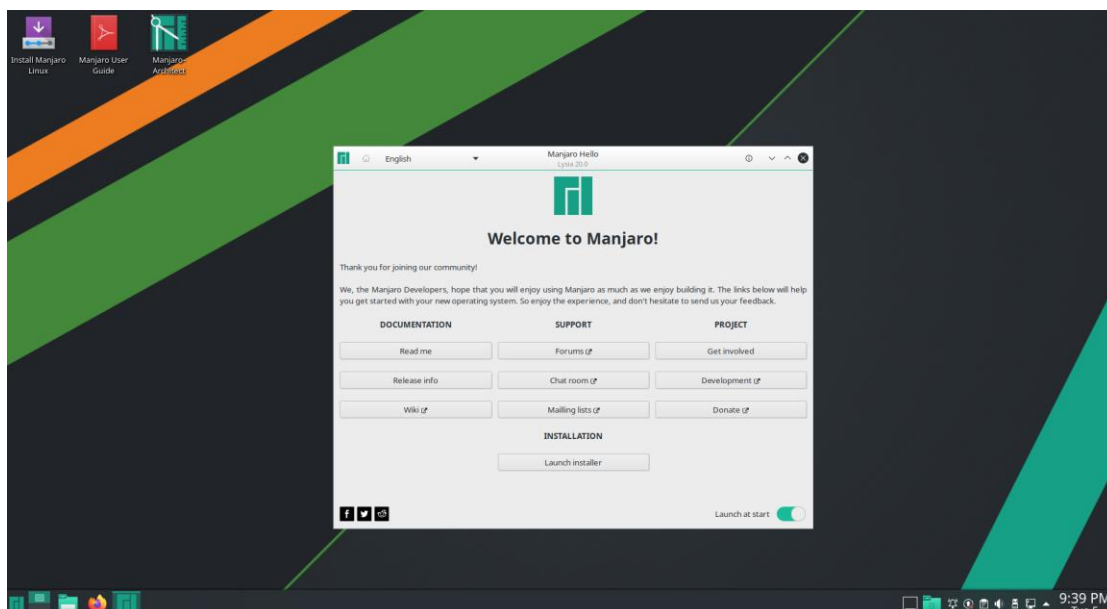 Install Manjaro
Linux
Manjaro User
Guide
Manjaro-
Architect
English
Manjaro Hello
Lysia 20.0
Welcome to Manjaro!
Thank you for joining our community!
We, the Manjaro Developers, hope that you will enjoy using Manjaro as much as we enjoy building it. The links below will help
you get started with your new operating system. So enjoy the experience, and don't hesitate to send us your feedback.
DOCUMENTATION
SUPPORT
PROJECT
Read me
Forums
Get involved
Release info
Chat room
Development
Wiki
Mailling lists
Donate
INSTALLATION
Launch installer
Launch at start
9:39 PM